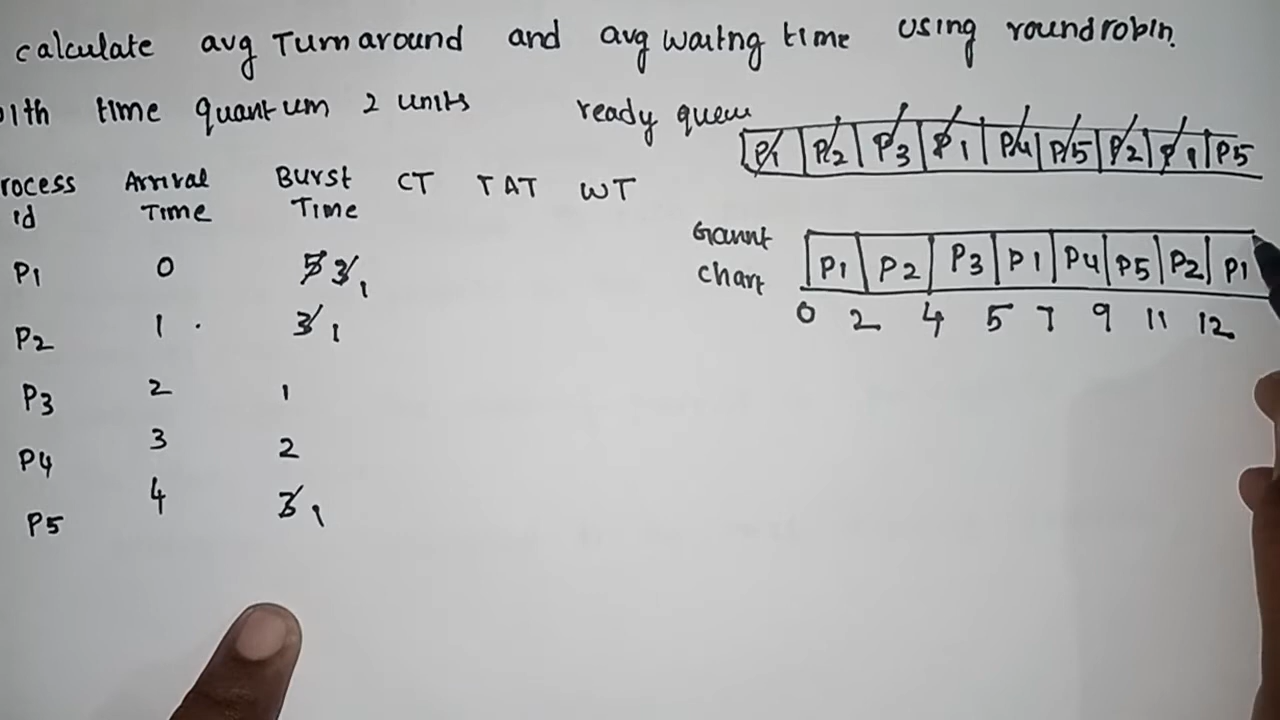 calculate avg Turnaround and avg waiting time using roundrobin.
with time quantum 2 units
ready queue P1 P2 P3 P1 P4 P5 P2 P1 P5
rocess id Arrival Time Burst Time CT TAT WT
P1 0 5 3 1
P2 1 3 1
P3 2 1
P4 3 2
P5 4 3 1
Gannt chart P1 P2 P3 P1 P4 P5 P2 P1
0 2 4 5 7 9 11 12